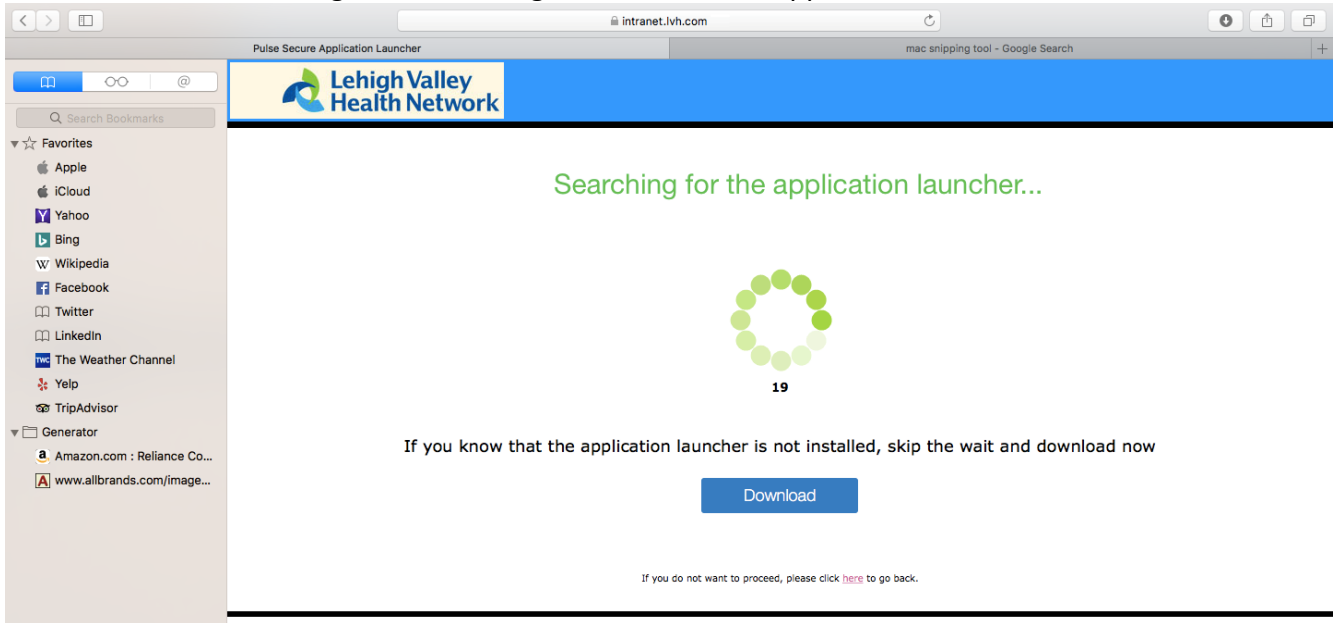 intranet.lvh.com
Pulse Secure Application Launcher
mac snipping tool - Google Search
@
Search Bookmarks
Favorites
Apple
iCloud
Yahoo
Bing
Wikipedia
Facebook
Twitter
LinkedIn
The Weather Channel
Yelp
TripAdvisor
Generator
Amazon.com : Reliance Co...
www.allbrands.com/image...
Lehigh Valley
Health Network
Searching for the application launcher...
19
If you know that the application launcher is not installed, skip the wait and download now
Download
If you do not want to proceed, please click here to go back.